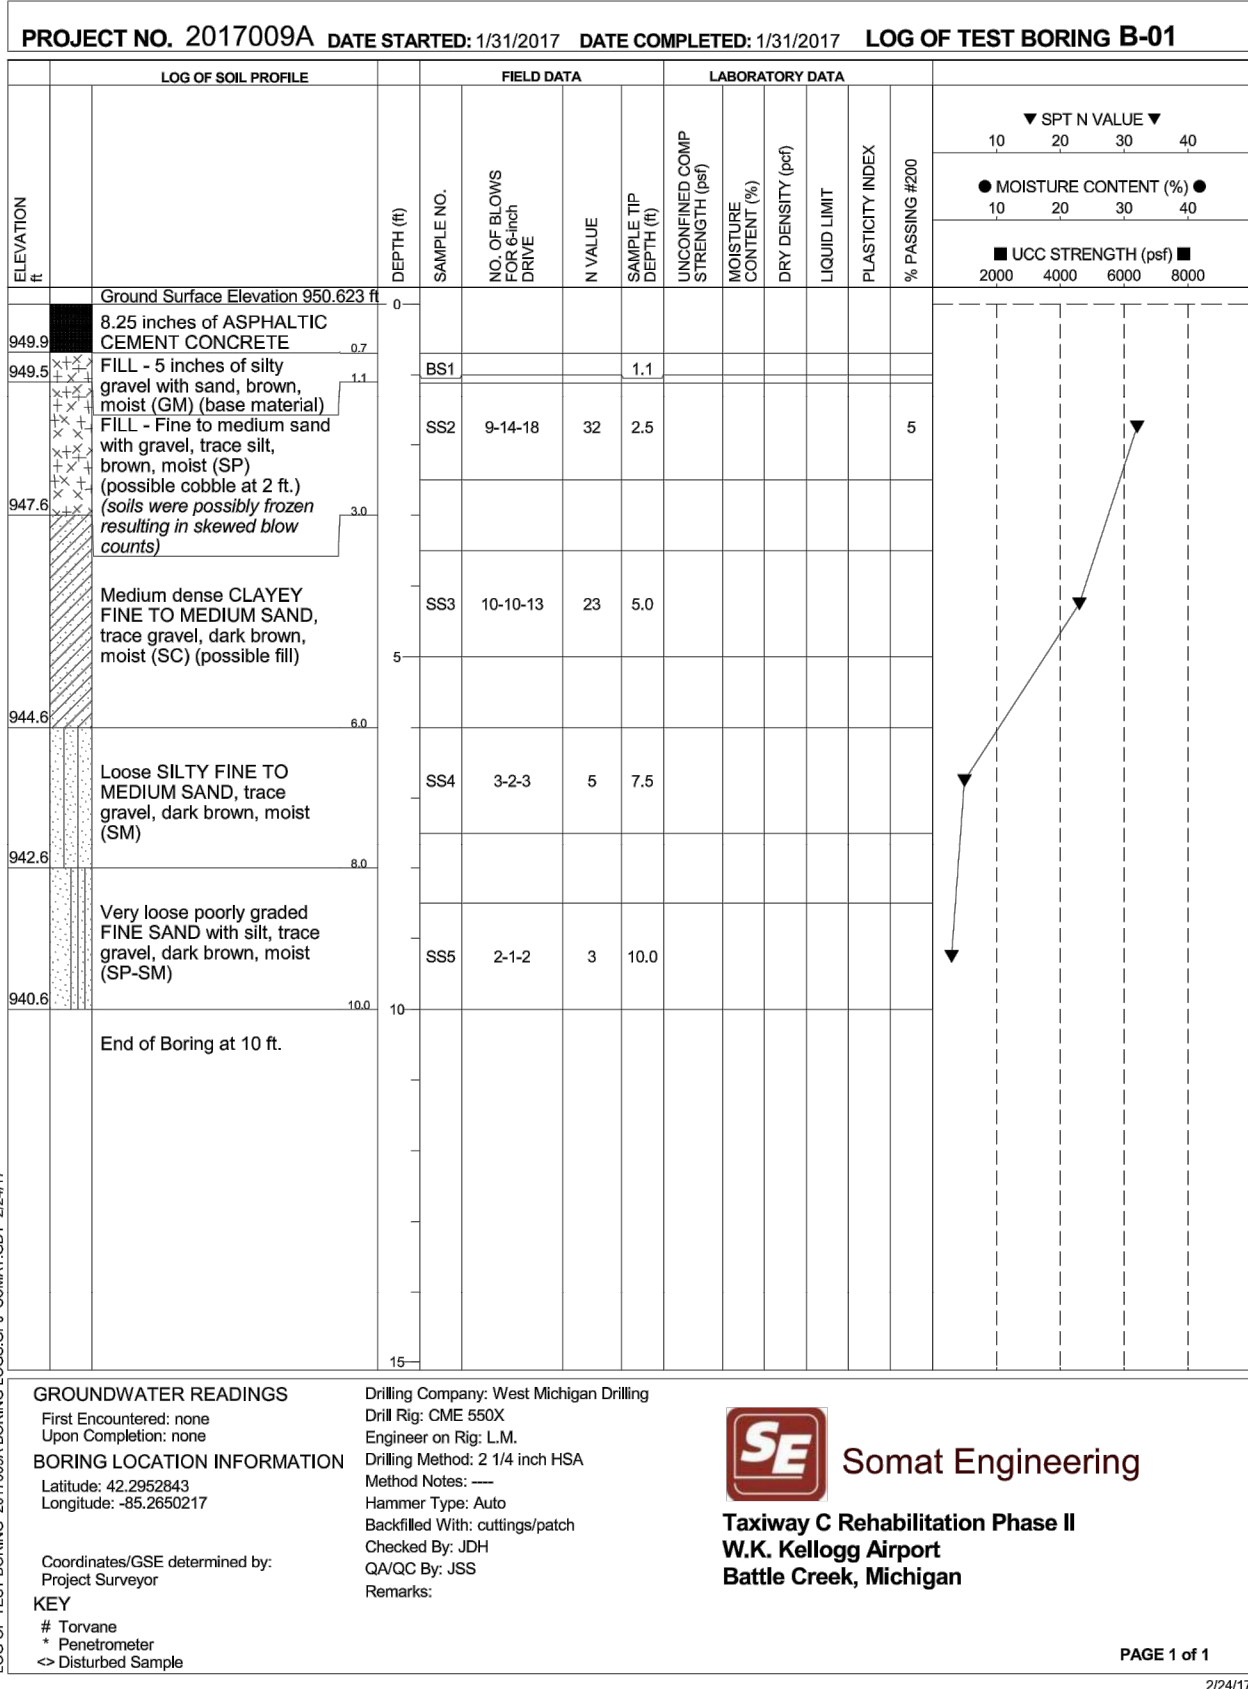 PROJECT NO. 2017009A DATE STARTED: 1/31/2017 DATE COMPLETED: 1/31/2017 LOG OF TEST BORING B-01
LOG OF SOIL PROFILE FIELD DATA LABORATORY DATA
ELEVATION
ft
DEPTH (ft)
SAMPLE NO.
NO. OF BLOWS
FOR 6-inch
DRIVE
N VALUE
SAMPLE TIP
DEPTH (ft)
UNCONFINED COMP
STRENGTH (psf)
MOISTURE
CONTENT (%)
DRY DENSITY (pcf)
LIQUID LIMIT
PLASTICITY INDEX
% PASSING #200
▼ SPT N VALUE ▼
10 20 30 40
● MOISTURE CONTENT (%) ●
10 20 30 40
■ UCC STRENGTH (psf) ■
2000 4000 6000 8000
Ground Surface Elevation 950.623 ft
0
8.25 inches of ASPHALTIC
CEMENT CONCRETE
949.9
0.7
FILL - 5 inches of silty
gravel with sand, brown,
moist (GM) (base material)
949.5
1.1
BS1 1.1
FILL - Fine to medium sand
with gravel, trace silt,
brown, moist (SP)
(possible cobble at 2 ft.)
(soils were possibly frozen
resulting in skewed blow
counts)
SS2 9-14-18 32 2.5 5
947.6
3.0
Medium dense CLAYEY
FINE TO MEDIUM SAND,
trace gravel, dark brown,
moist (SC) (possible fill)
SS3 10-10-13 23 5.0
5
944.6
6.0
Loose SILTY FINE TO
MEDIUM SAND, trace
gravel, dark brown, moist
(SM)
SS4 3-2-3 5 7.5
942.6
8.0
Very loose poorly graded
FINE SAND with silt, trace
gravel, dark brown, moist
(SP-SM)
SS5 2-1-2 3 10.0
940.6
10.0
10
End of Boring at 10 ft.
15
GROUNDWATER READINGS
First Encountered: none
Upon Completion: none
BORING LOCATION INFORMATION
Latitude: 42.2952843
Longitude: -85.2650217
Coordinates/GSE determined by:
Project Surveyor
KEY
# Torvane
* Penetrometer
<> Disturbed Sample
Drilling Company: West Michigan Drilling
Drill Rig: CME 550X
Engineer on Rig: L.M.
Drilling Method: 2 1/4 inch HSA
Method Notes: ----
Hammer Type: Auto
Backfilled With: cuttings/patch
Checked By: JDH
QA/QC By: JSS
Remarks:
SE
Somat Engineering
Taxiway C Rehabilitation Phase II
W.K. Kellogg Airport
Battle Creek, Michigan
PAGE 1 of 1
2/24/17